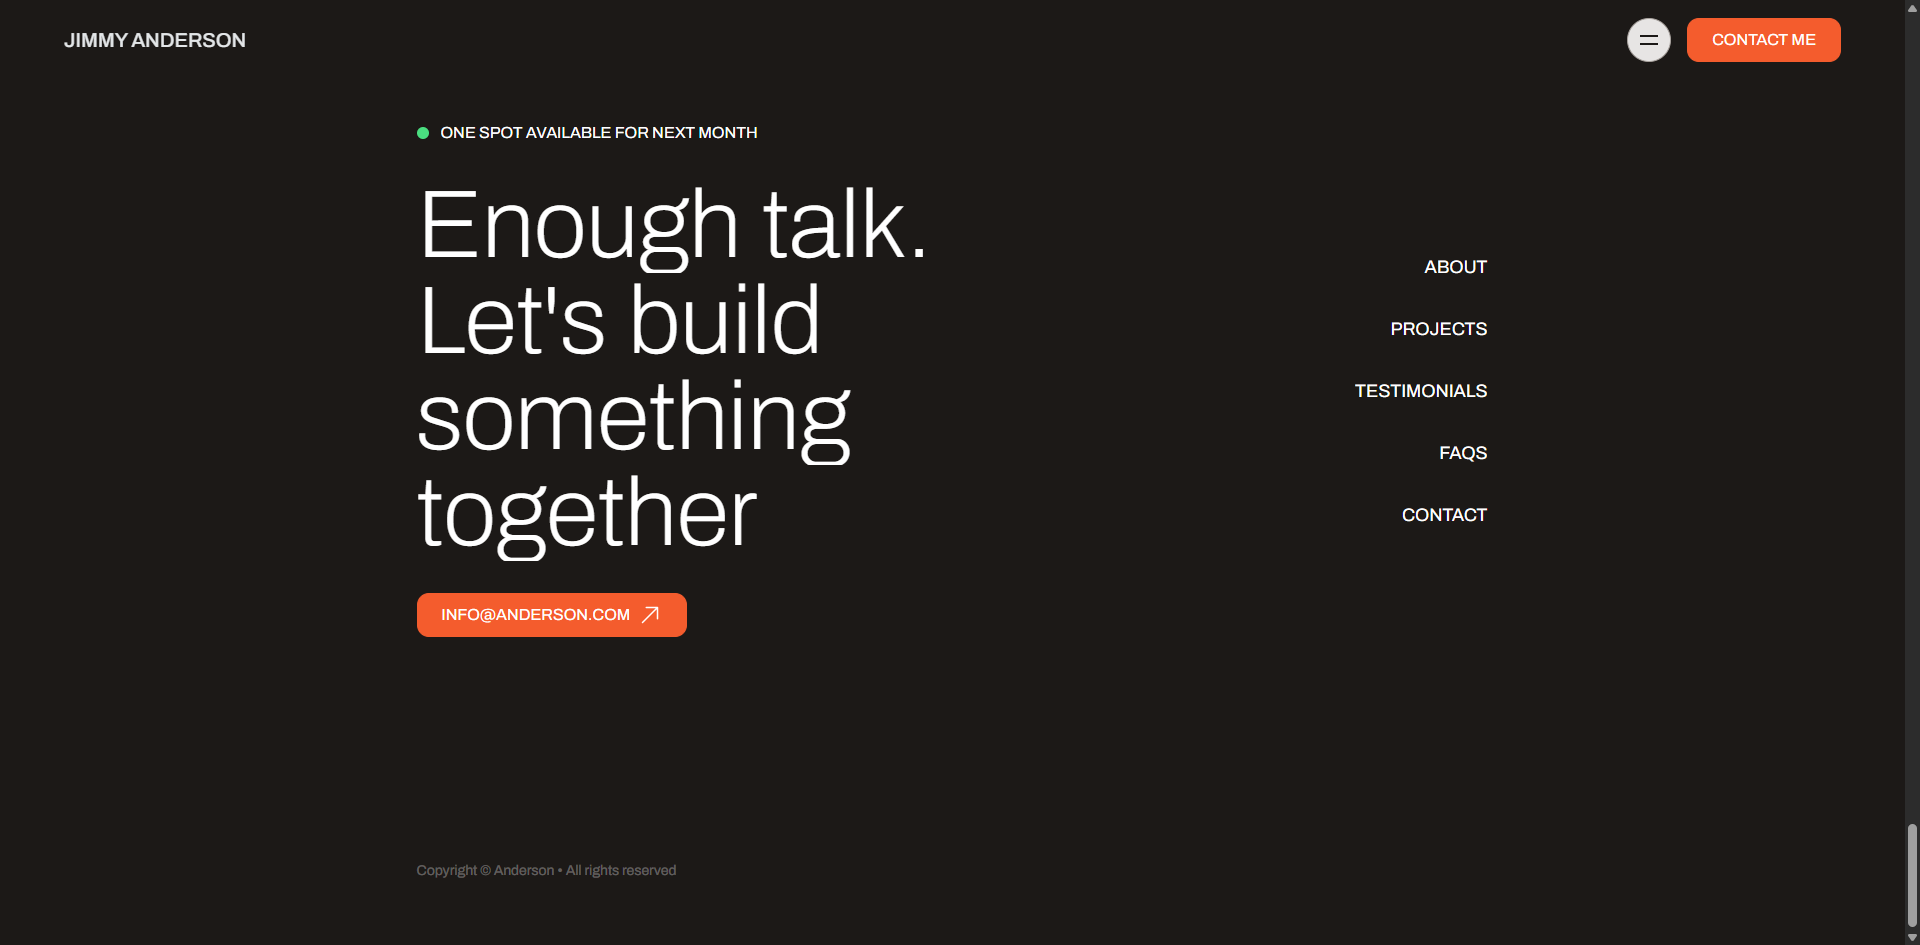 JIMMY ANDERSON
CONTACT ME
ONE SPOT AVAILABLE FOR NEXT MONTH
Enough talk.
Let's build
something
together
INFO@ANDERSON.COM
ABOUT
PROJECTS
TESTIMONIALS
FAQS
CONTACT
Copyright © Anderson • All rights reserved